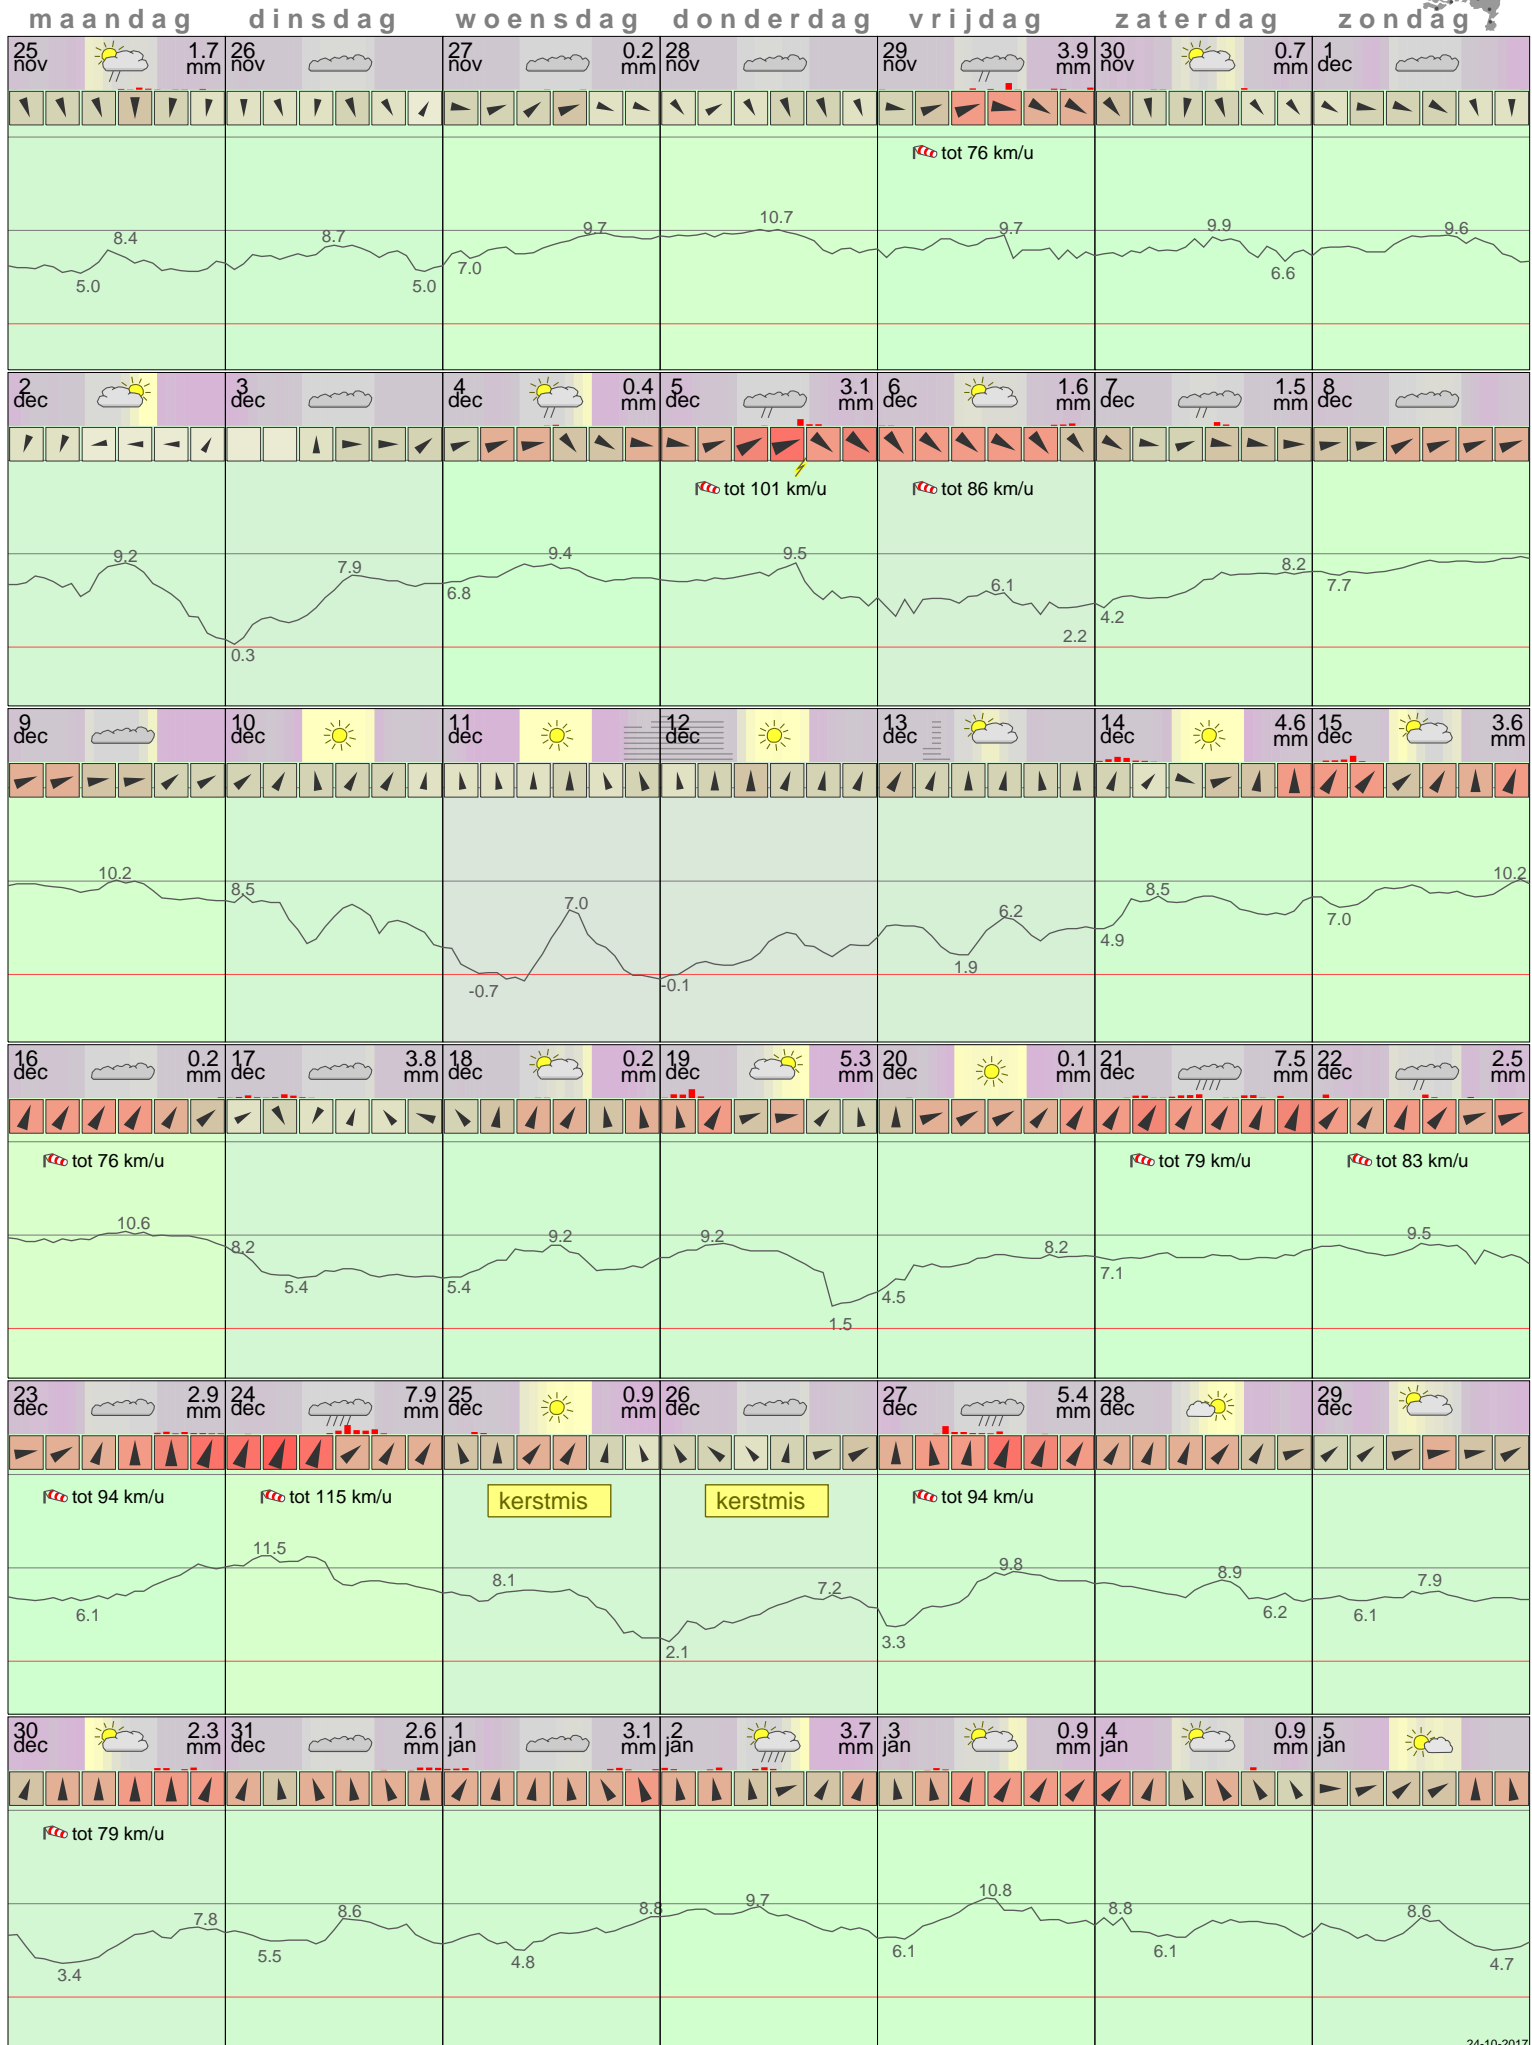 maandag dinsdag woensdag donderdag vrijdag zaterdag zondag
25 nov 1.7 mm 26 nov 27 nov 0.2 mm 28 nov 29 nov 3.9 mm 30 nov 0.7 mm 1 dec
tot 76 km/u
8.4 8.7 9.7 10.7 9.7 9.9 9.6
5.0 5.0 7.0 6.6
2 dec 3 dec 4 dec 0.4 mm 5 dec 3.1 mm 6 dec 1.6 mm 7 dec 1.5 mm 8 dec
tot 101 km/u tot 86 km/u
9.2 7.9 9.4 9.5 6.1 8.2
0.3 6.8 2.2 4.2 7.7
9 dec 10 dec 11 dec 12 dec 13 dec 14 dec 4.6 mm 15 dec 3.6 mm
10.2 8.5 7.0 6.2 8.5 10.2
-0.7 -0.1 1.9 4.9 7.0
16 dec 0.2 mm 17 dec 3.8 mm 18 dec 0.2 mm 19 dec 5.3 mm 20 dec 0.1 mm 21 dec 7.5 mm 22 dec 2.5 mm
tot 76 km/u tot 79 km/u tot 83 km/u
10.6 8.2 9.2 9.2 8.2 9.5
5.4 5.4 1.5 4.5 7.1
23 dec 2.9 mm 24 dec 7.9 mm 25 dec 0.9 mm 26 dec 27 dec 5.4 mm 28 dec 29 dec
tot 94 km/u tot 115 km/u kerstmis kerstmis tot 94 km/u
11.5 8.1 7.2 9.8 8.9 7.9
6.1 2.1 3.3 6.2 6.1
30 dec 2.3 mm 31 dec 2.6 mm 1 jan 3.1 mm 2 jan 3.7 mm 3 jan 0.9 mm 4 jan 0.9 mm 5 jan
tot 79 km/u
7.8 8.6 8.8 9.7 10.8 8.8 8.6
3.4 5.5 4.8 6.1 6.1 4.7
24-10-2017